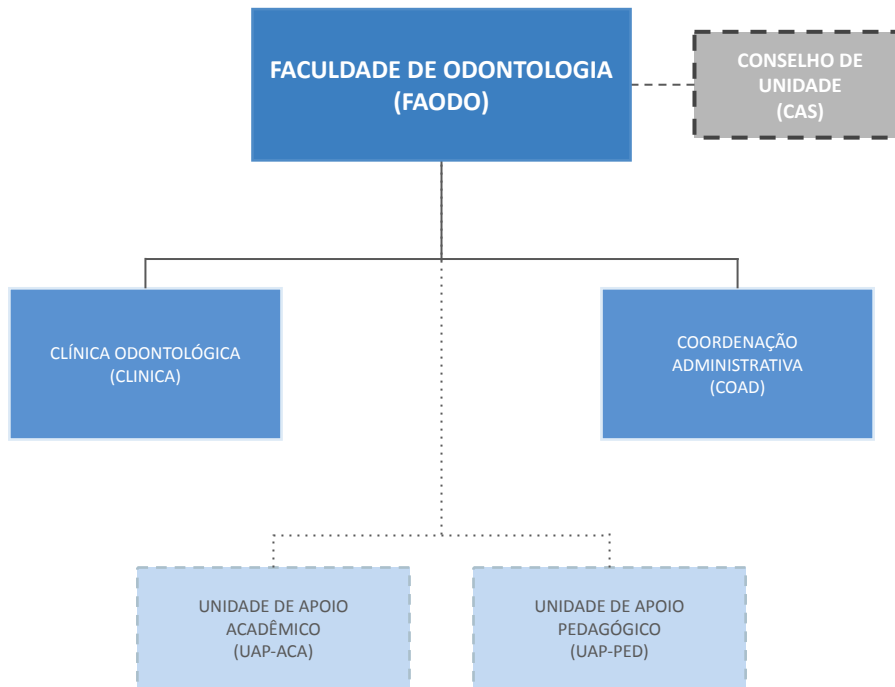 FACULDADE DE ODONTOLOGIA
(FAODO)
CONSELHO DE
UNIDADE
(CAS)
CLÍNICA ODONTOLÓGICA
(CLINICA)
COORDENAÇÃO
ADMINISTRATIVA
(COAD)
UNIDADE DE APOIO
ACADÊMICO
(UAP-ACA)
UNIDADE DE APOIO
PEDAGÓGICO
(UAP-PED)